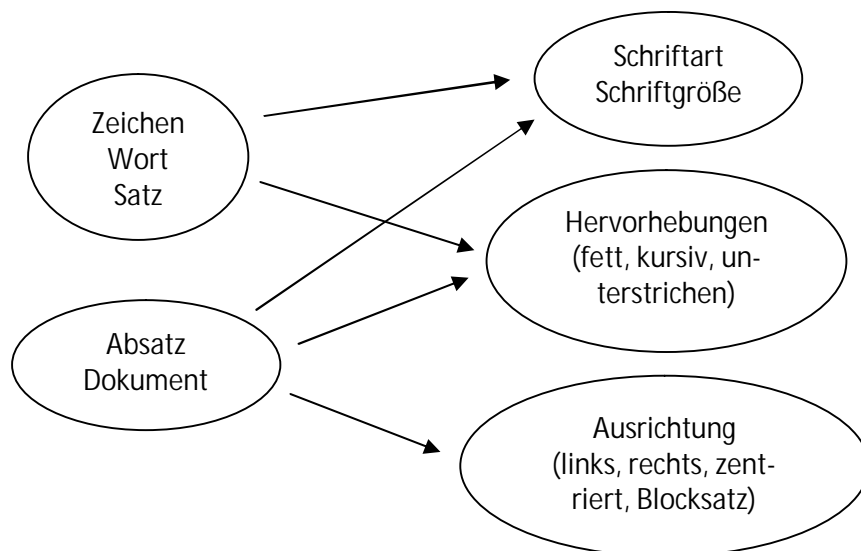 Zeichen
Wort
Satz
Absatz
Dokument
Schriftart
Schriftgröße
Hervorhebungen
(fett, kursiv, un-
terstrichen)
Ausrichtung
(links, rechts, zent-
riert, Blocksatz)